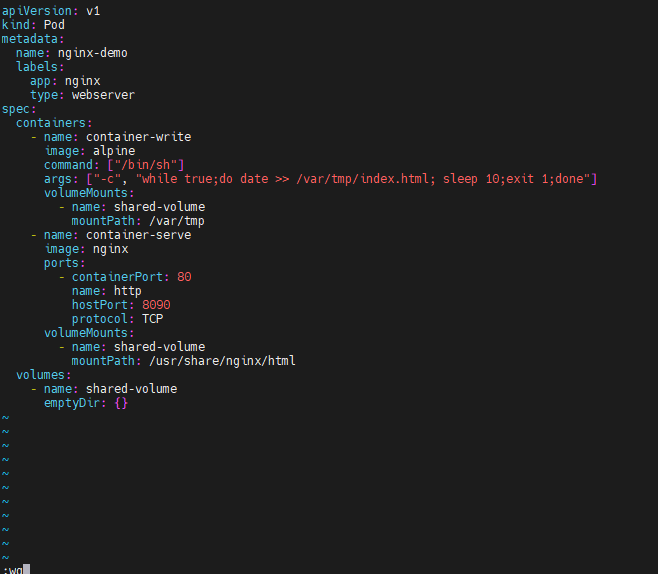 apiVersion: v1
kind: Pod
metadata:
  name: nginx-demo
  labels:
    app: nginx
    type: webserver
spec:
  containers:
    - name: container-write
      image: alpine
      command: ["/bin/sh"]
      args: ["-c", "while true;do date >> /var/tmp/index.html; sleep 10;exit 1;done"]
      volumeMounts:
        - name: shared-volume
          mountPath: /var/tmp
    - name: container-serve
      image: nginx
      ports:
        - containerPort: 80
          name: http
          hostPort: 8090
          protocol: TCP
      volumeMounts:
        - name: shared-volume
          mountPath: /usr/share/nginx/html
  volumes:
    - name: shared-volume
      emptyDir: {}
~
~
~
~
~
~
~
~
~
~
~
:wq